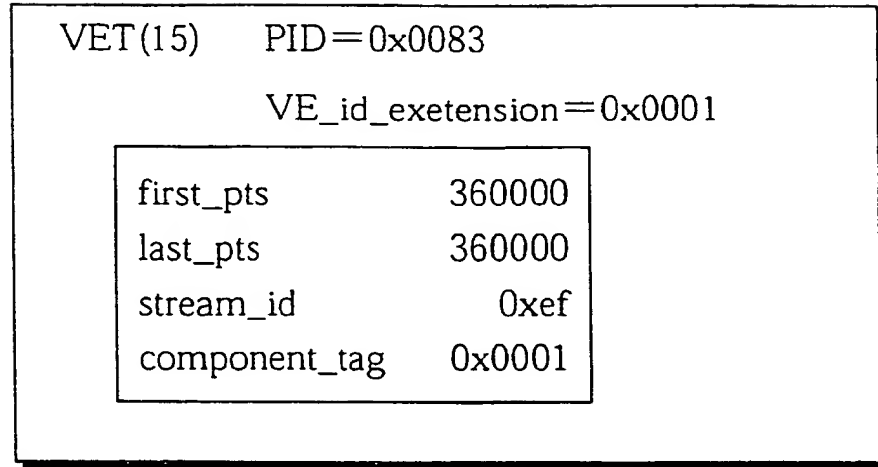 VET(15) PID=0x0083
VE_id_exetension=0x0001
first_pts 360000
last_pts 360000
stream_id 0xef
component_tag 0x0001